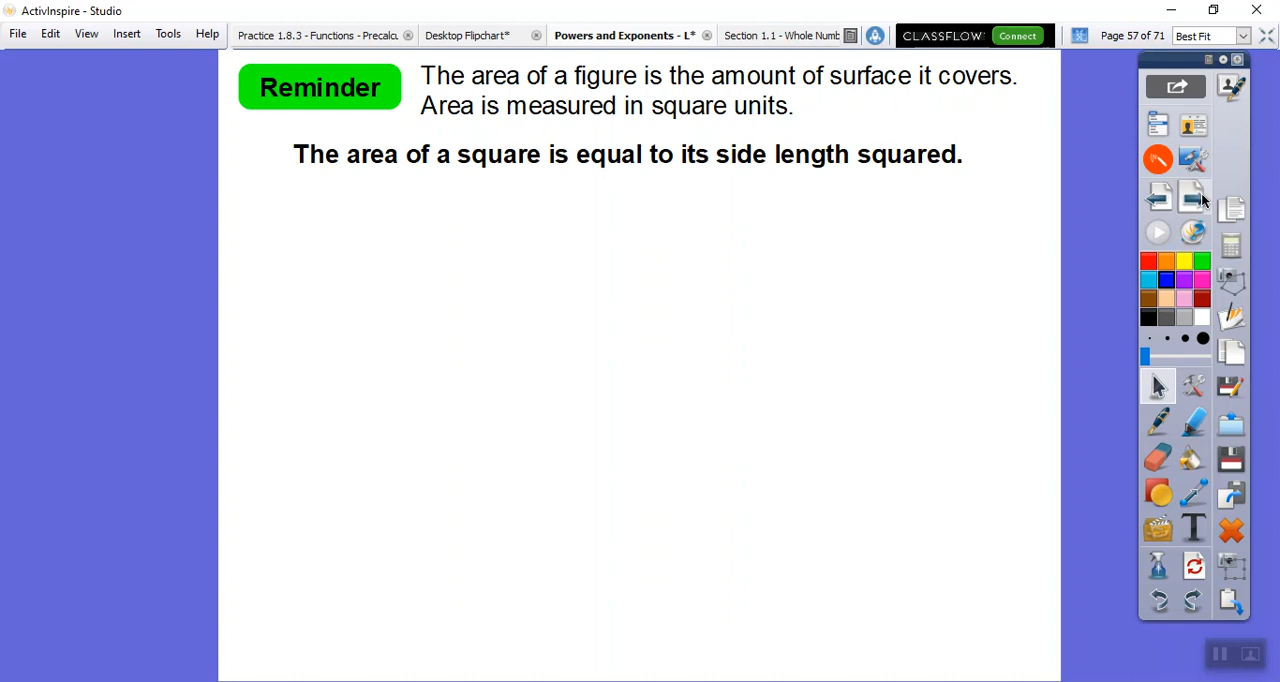 ActivInspire - Studio
File Edit View Insert Tools Help
Practice 1.8.3 - Functions - Precalcu
Desktop Flipchart*
Powers and Exponents - L*
Section 1.1 - Whole Numb
CLASSFLOW
Connect
Page 57 of 71
Best Fit
Reminder
The area of a figure is the amount of surface it covers.
Area is measured in square units.
The area of a square is equal to its side length squared.